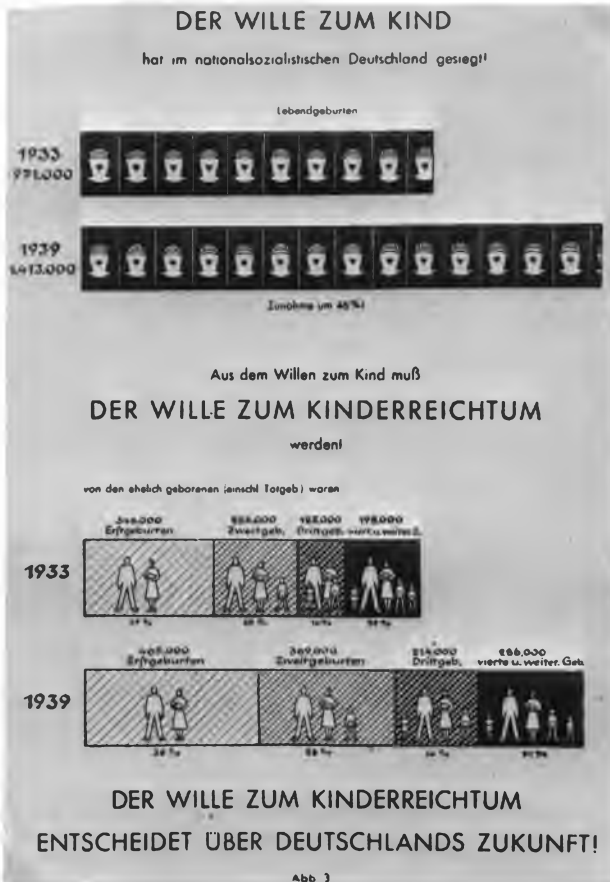 DER WILLE ZUM KIND
hat im nationalsozialistischen Deutschland gesiegt!
Lebendgeburten
1933
971.000
1939
1.413.000
Zunahme um 45%!
Aus dem Willen zum Kind muß
DER WILLE ZUM KINDERREICHTUM
werden!
von den ehelich geborenen (einschl Totgeb) waren
Erstgeburten Zweitgeb. Drittgeb. viert u. weitere
1933
Erstgeburten Zweitgeburten Drittgeb. vierte u. weiter. Geb.
1939
DER WILLE ZUM KINDERREICHTUM
ENTSCHEIDET ÜBER DEUTSCHLANDS ZUKUNFT!
Abb 3